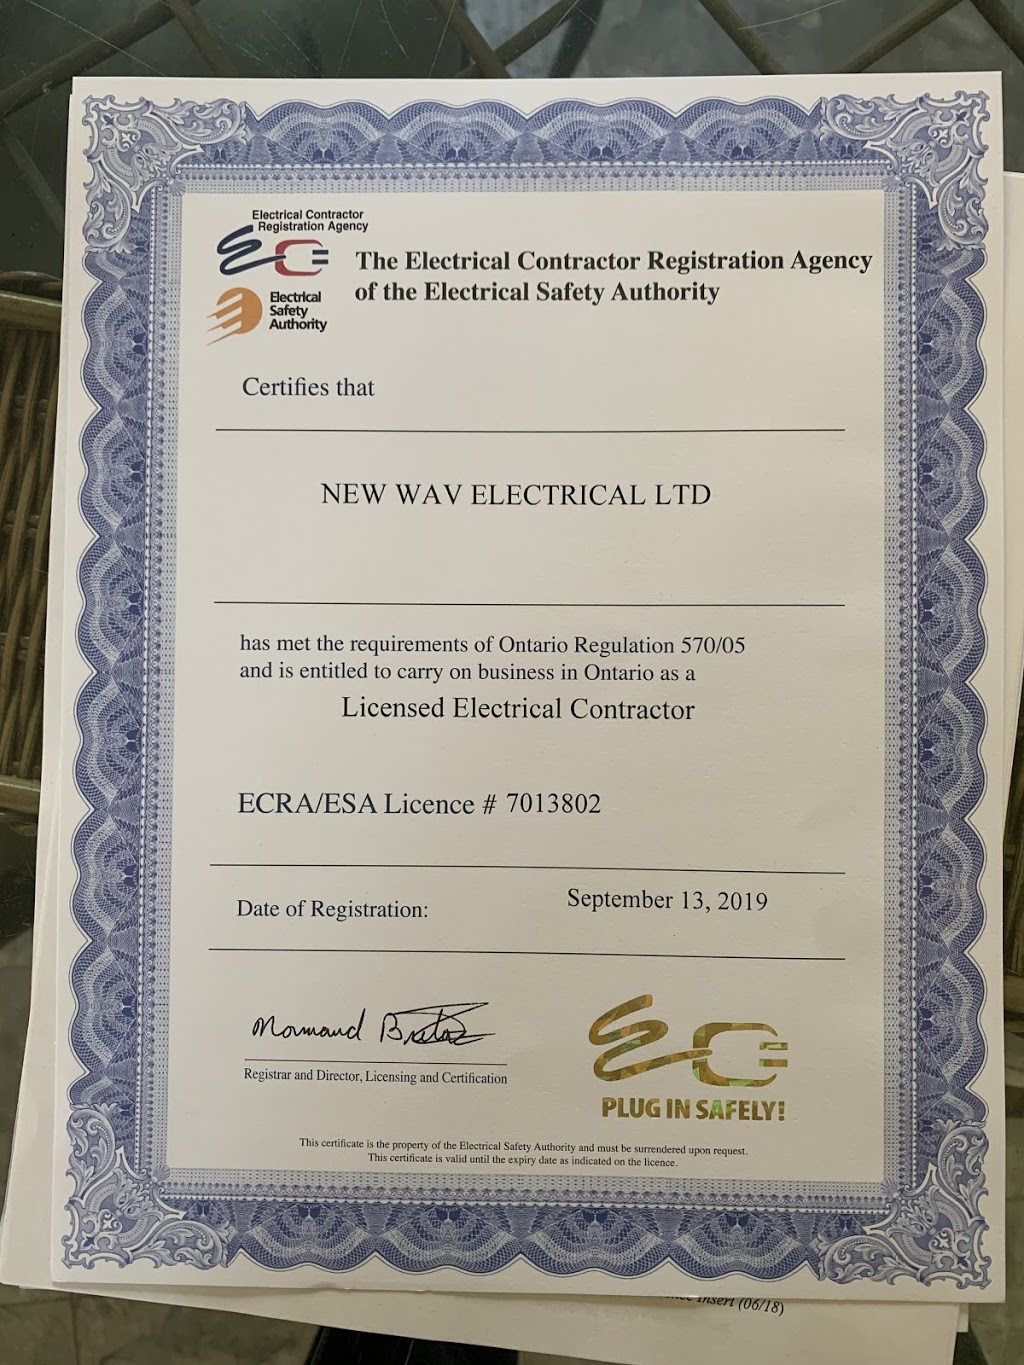 Electrical Contractor
Registration Agency
Electrical
Safety
Authority
The Electrical Contractor Registration Agency
of the Electrical Safety Authority
Certifies that
NEW WAV ELECTRICAL LTD
has met the requirements of Ontario Regulation 570/05
and is entitled to carry on business in Ontario as a
Licensed Electrical Contractor
ECRA/ESA Licence # 7013802
Date of Registration: September 13, 2019
Normand
Registrar and Director, Licensing and Certification
PLUG IN SAFELY!
This certificate is the property of the Electrical Safety Authority and must be surrendered upon request.
This certificate is valid until the expiry date as indicated on the licence.
Insert (06/18)